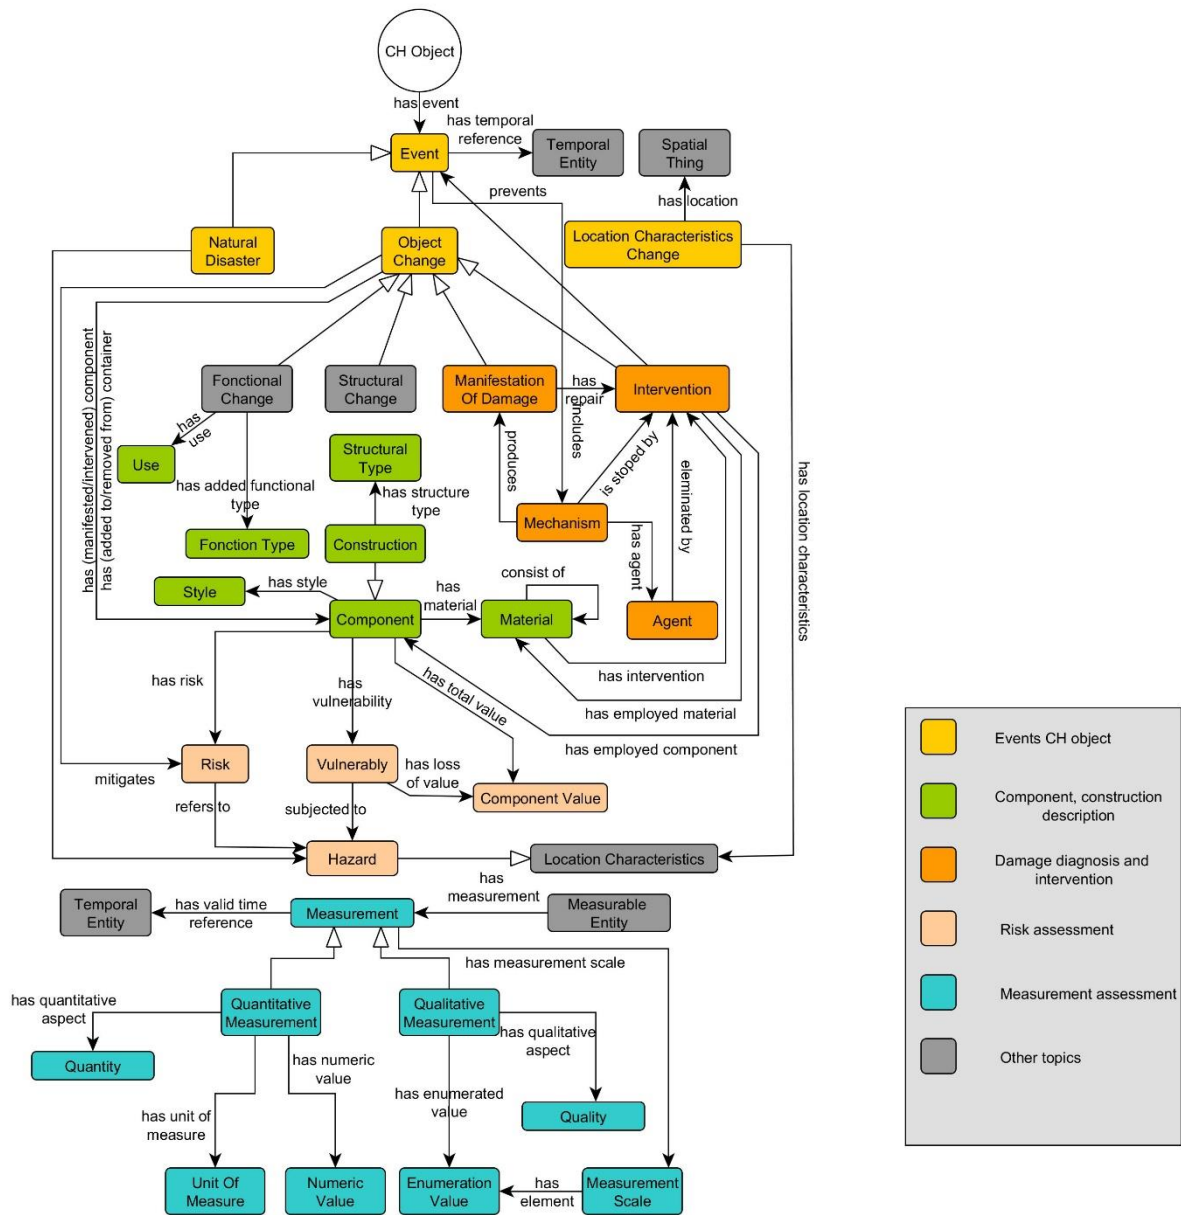 CH Object
has event
has temporal
reference
Event
Temporal
Entity
Spatial
Thing
prevents
has location
Natural
Disaster
Object
Change
Location Characteristics
Change
has (manifested/intervened) component
has (added to/removed from) container
Fonctional
Change
Structural
Change
Manifestation
Of Damage
has
repair
Intervention
includes
has
use
Use
Structural
Type
produces
is stoped by
eleminated by
has location characteristics
has added functional
type
has structure
type
Mechanism
Fonction Type
Construction
has agent
consist of
Style
has style
has
material
Component
Material
Agent
has risk
has
vulnerability
has total value
has intervention
has employed material
has employed component
Risk
Vulnerably
has loss
of value
mitigates
Component Value
refers to
subjected to
Hazard
Location Characteristics
has
measurement
Temporal
Entity
has valid time
reference
Measurement
Measurable
Entity
has measurement scale
has quantitative
aspect
Quantitative
Measurement
Qualitative
Measurement
has qualitative
aspect
Quantity
has numeric
value
has enumerated
value
Quality
has unit of
measure
Unit Of
Measure
Numeric
Value
Enumeration
Value
has
element
Measurement
Scale
Events CH object
Component, construction
description
Damage diagnosis and
intervention
Risk assessment
Measurement assessment
Other topics